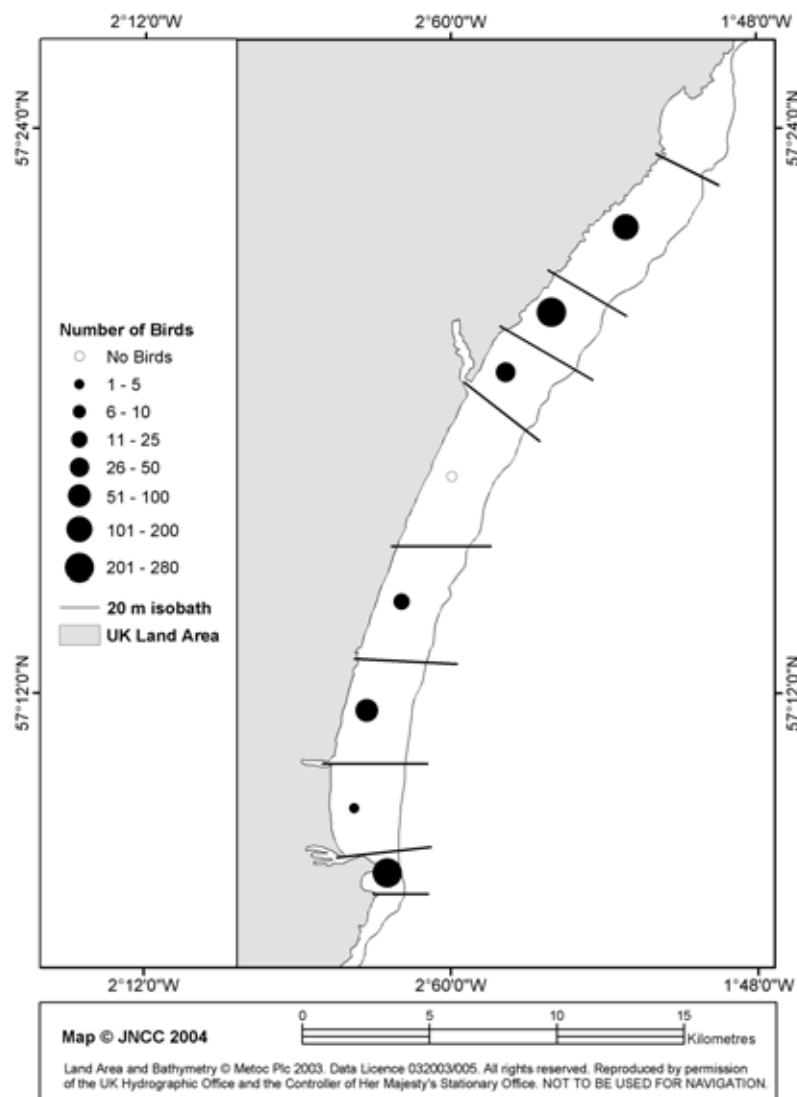 2°12'0"W 2°60'0"W 1°48'0"W
57°24'0"N 57°24'0"N
Number of Birds
No Birds
1 - 5
6 - 10
11 - 25
26 - 50
51 - 100
101 - 200
201 - 280
20 m isobath
UK Land Area
57°12'0"N 57°12'0"N
2°12'0"W 2°60'0"W 1°48'0"W
Map © JNCC 2004
0 5 10 15
Kilometres
Land Area and Bathymetry © Metoc Plc 2003. Data Licence 032003/005. All rights reserved. Reproduced by permission
of the UK Hydrographic Office and the Controller of Her Majesty's Stationary Office. NOT TO BE USED FOR NAVIGATION.